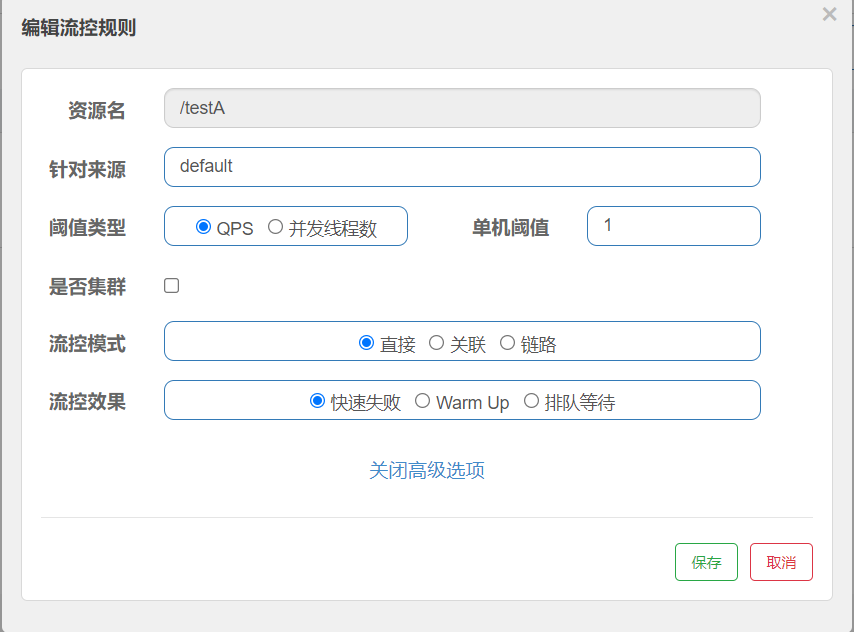 编辑流控规则 ×
资源名 /testA
针对来源 default
阈值类型 QPS 并发线程数 单机阈值 1
是否集群
流控模式 直接 关联 链路
流控效果 快速失败 Warm Up 排队等待
关闭高级选项
保存 取消